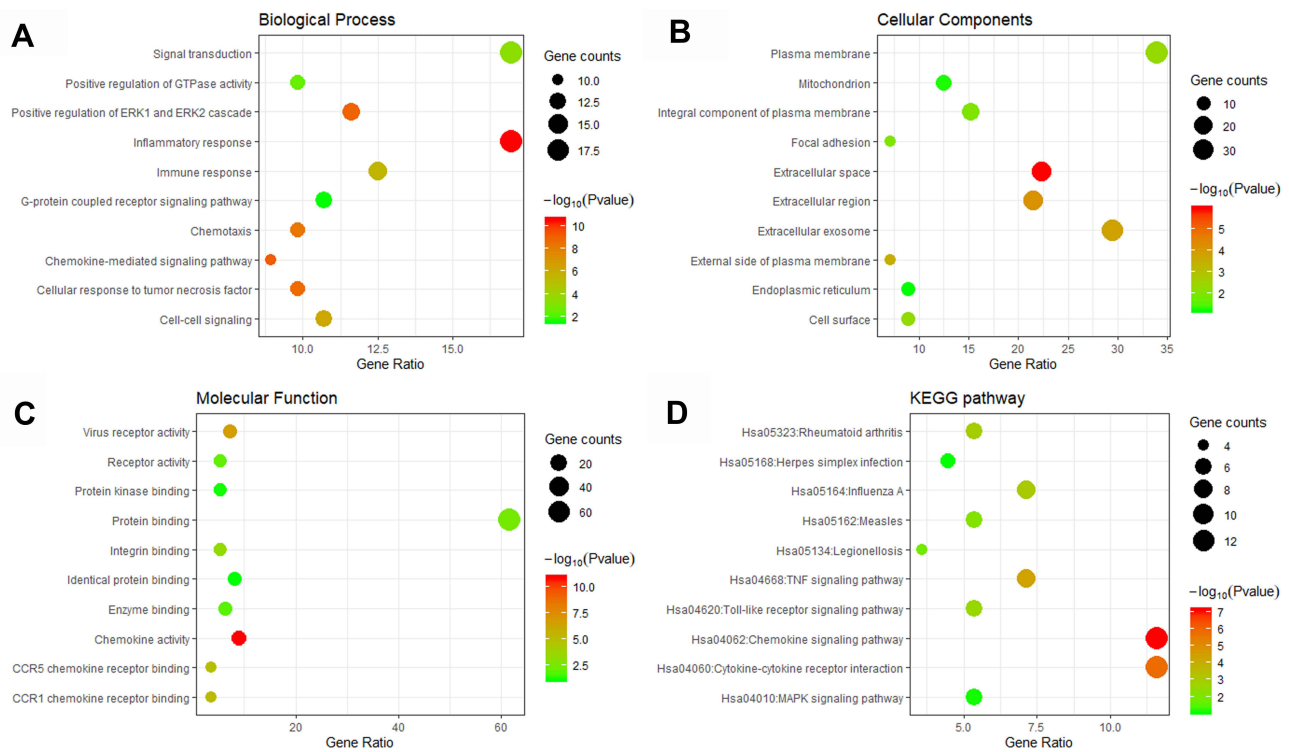 A
Biological Process
Signal transduction
Positive regulation of GTPase activity
Positive regulation of ERK1 and ERK2 cascade
Inflammatory response
Immune response
G-protein coupled receptor signaling pathway
Chemotaxis
Chemokine-mediated signaling pathway
Cellular response to tumor necrosis factor
Cell-cell signaling
10.0 12.5 15.0
Gene Ratio
Gene counts
10.0
12.5
15.0
17.5
−log10(Pvalue)
10
8
6
4
2
B
Cellular Components
Plasma membrane
Mitochondrion
Integral component of plasma membrane
Focal adhesion
Extracellular space
Extracellular region
Extracellular exosome
External side of plasma membrane
Endoplasmic reticulum
Cell surface
10 15 20 25 30 35
Gene Ratio
Gene counts
10
20
30
−log10(Pvalue)
5
4
3
2
C
Molecular Function
Virus receptor activity
Receptor activity
Protein kinase binding
Protein binding
Integrin binding
Identical protein binding
Enzyme binding
Chemokine activity
CCR5 chemokine receptor binding
CCR1 chemokine receptor binding
20 40 60
Gene Ratio
Gene counts
20
40
60
−log10(Pvalue)
10.0
7.5
5.0
2.5
D
KEGG pathway
Hsa05323:Rheumatoid arthritis
Hsa05168:Herpes simplex infection
Hsa05164:Influenza A
Hsa05162:Measles
Hsa05134:Legionellosis
Hsa04668:TNF signaling pathway
Hsa04620:Toll-like receptor signaling pathway
Hsa04062:Chemokine signaling pathway
Hsa04060:Cytokine-cytokine receptor interaction
Hsa04010:MAPK signaling pathway
5.0 7.5 10.0
Gene Ratio
Gene counts
4
6
8
10
12
−log10(Pvalue)
7
6
5
4
3
2